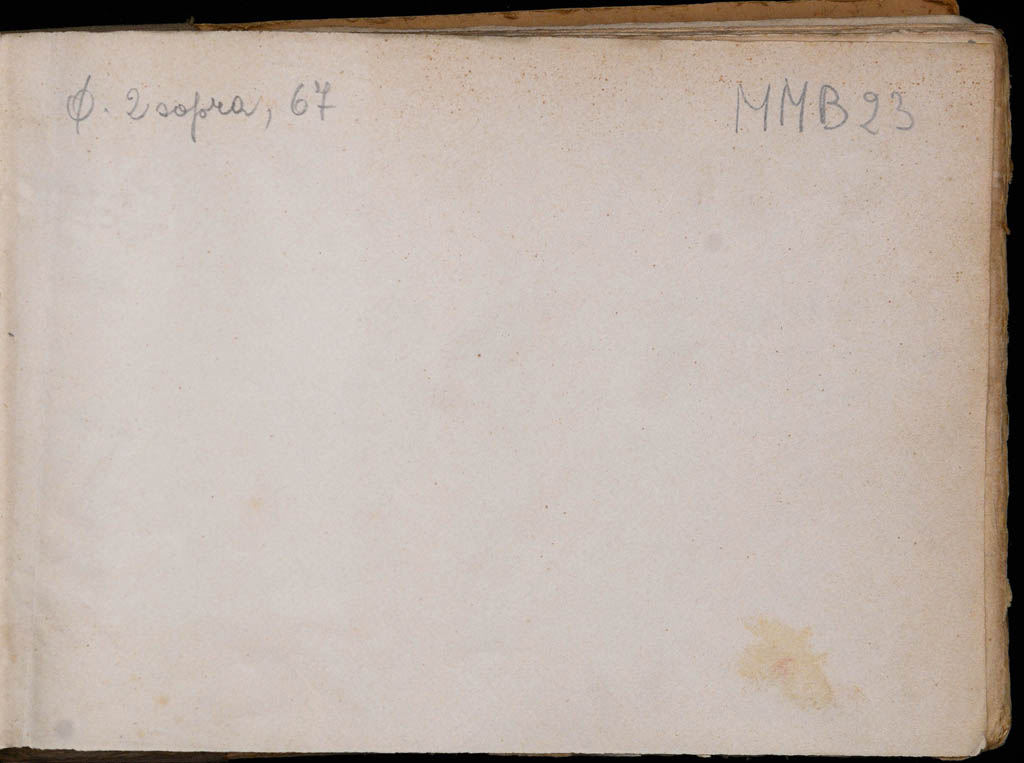 Φ. 2 sopra, 67
MMB 23